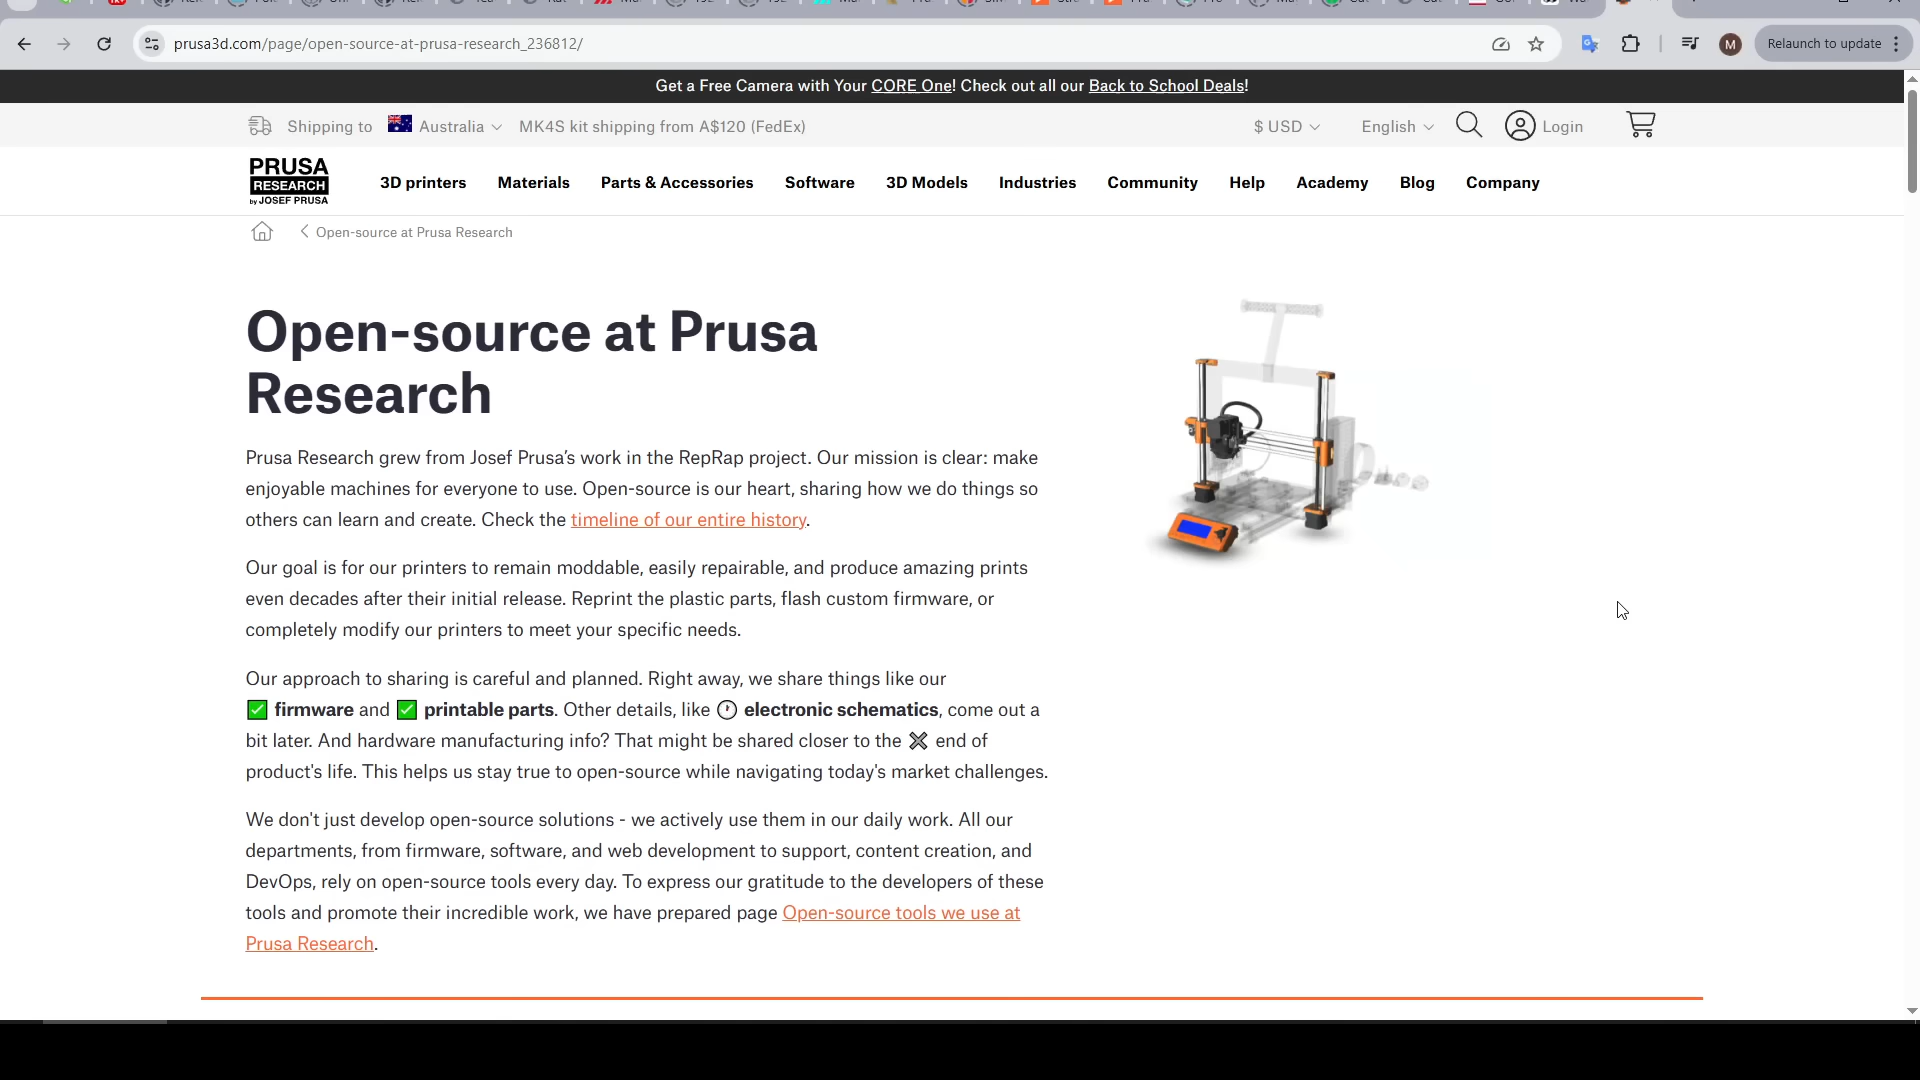 prusa3d.com/page/open-source-at-prusa-research_236812/
M
Relaunch to update
Get a Free Camera with Your CORE One! Check out all our Back to School Deals!
Shipping to Australia MK4S kit shipping from A$120 (FedEx) $ USD English Login
PRUSA
RESEARCH
by JOSEF PRUSA
3D printers Materials Parts & Accessories Software 3D Models Industries Community Help Academy Blog Company
Open-source at Prusa Research
Open-source at Prusa
Research
Prusa Research grew from Josef Prusa’s work in the RepRap project. Our mission is clear: make
enjoyable machines for everyone to use. Open-source is our heart, sharing how we do things so
others can learn and create. Check the timeline of our entire history.
Our goal is for our printers to remain moddable, easily repairable, and produce amazing prints
even decades after their initial release. Reprint the plastic parts, flash custom firmware, or
completely modify our printers to meet your specific needs.
Our approach to sharing is careful and planned. Right away, we share things like our
✅ firmware and ✅ printable parts. Other details, like 🕐 electronic schematics, come out a
bit later. And hardware manufacturing info? That might be shared closer to the ✖ end of
product's life. This helps us stay true to open-source while navigating today's market challenges.
We don't just develop open-source solutions - we actively use them in our daily work. All our
departments, from firmware, software, and web development to support, content creation, and
DevOps, rely on open-source tools every day. To express our gratitude to the developers of these
tools and promote their incredible work, we have prepared page Open-source tools we use at
Prusa Research.